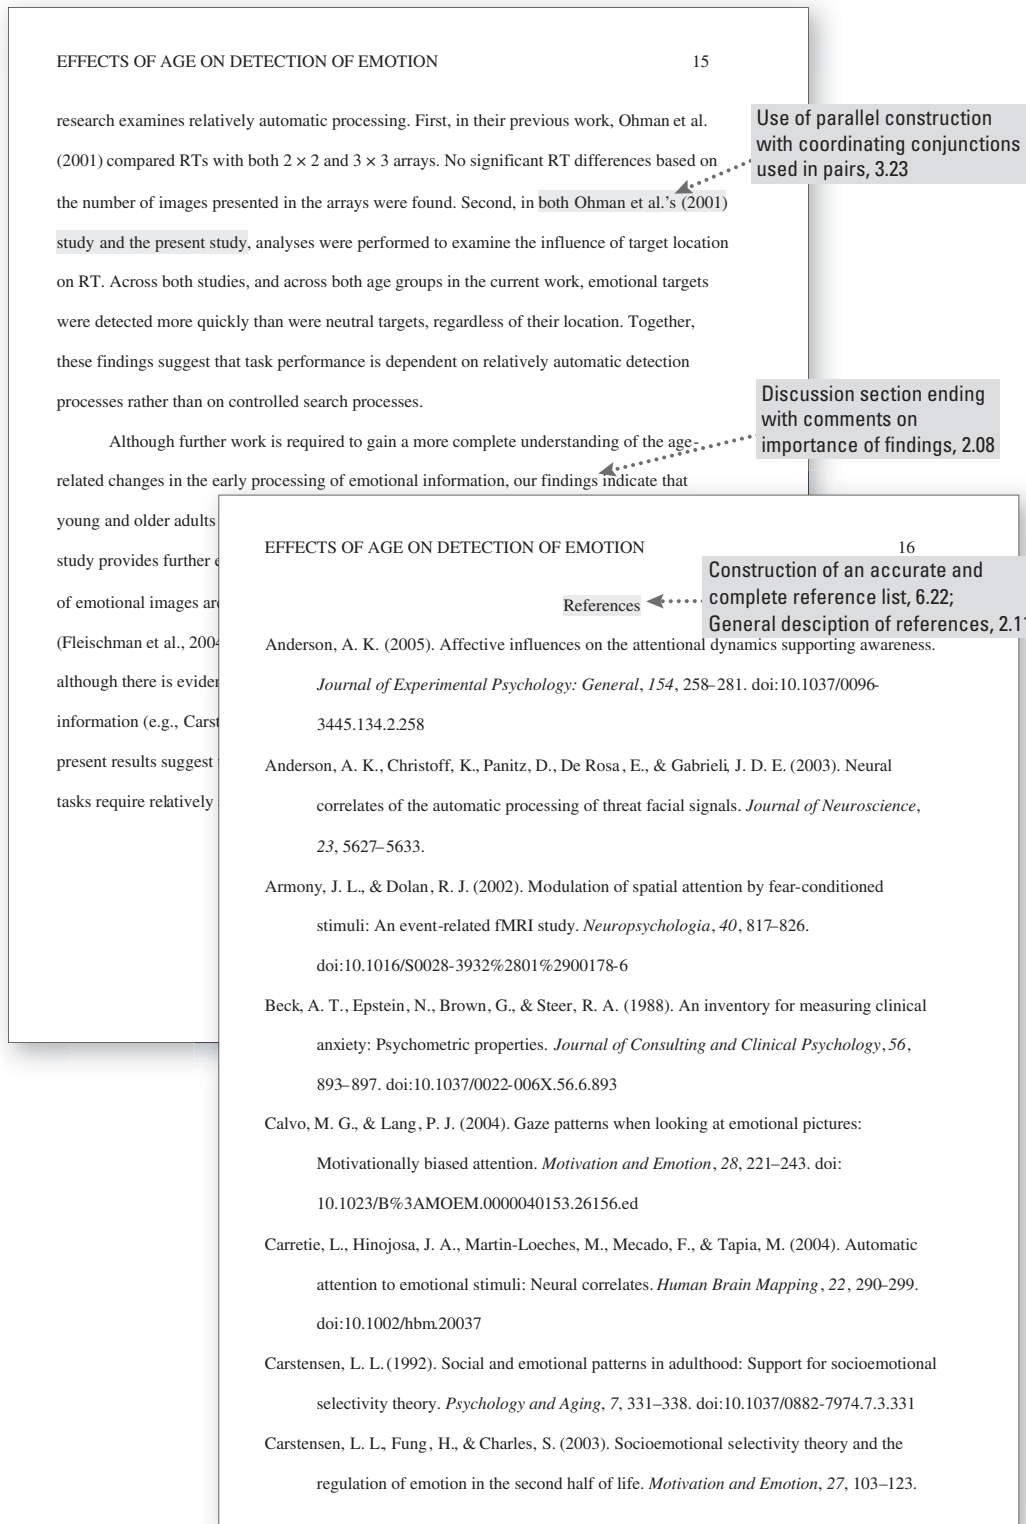 EFFECTS OF AGE ON DETECTION OF EMOTION 15
research examines relatively automatic processing. First, in their previous work, Ohman et al.
(2001) compared RTs with both 2 × 2 and 3 × 3 arrays. No significant RT differences based on
the number of images presented in the arrays were found. Second, in both Ohman et al.'s (2001)
study and the present study, analyses were performed to examine the influence of target location
on RT. Across both studies, and across both age groups in the current work, emotional targets
were detected more quickly than were neutral targets, regardless of their location. Together,
these findings suggest that task performance is dependent on relatively automatic detection
processes rather than on controlled search processes.
Although further work is required to gain a more complete understanding of the age-
related changes in the early processing of emotional information, our findings indicate that
young and older adults
study provides further
of emotional images
(Fleischman et al., 2004
although there is
information (e.g.,
present results suggest
tasks require relatively
Use of parallel construction
with coordinating conjunctions
used in pairs, 3.23
Discussion section ending
with comments on
importance of findings, 2.08
EFFECTS OF AGE ON DETECTION OF EMOTION 16
Construction of an accurate and
complete reference list, 6.22;
General desciption of references, 2.11
References
Anderson, A. K. (2005). Affective influences on the attentional dynamics supporting awareness.
Journal of Experimental Psychology: General, 154, 258–281. doi:10.1037/0096-
3445.134.2.258
Anderson, A. K., Christoff, K., Panitz, D., De Rosa, E., & Gabrieli, J. D. E. (2003). Neural
correlates of the automatic processing of threat facial signals. Journal of Neuroscience,
23, 5627–5633.
Armony, J. L., & Dolan, R. J. (2002). Modulation of spatial attention by fear-conditioned
stimuli: An event-related fMRI study. Neuropsychologia, 40, 817–826.
doi:10.1016/S0028-3932%2801%2900178-6
Beck, A. T., Epstein, N., Brown, G., & Steer, R. A. (1988). An inventory for measuring clinical
anxiety: Psychometric properties. Journal of Consulting and Clinical Psychology, 56,
893–897. doi:10.1037/0022-006X.56.6.893
Calvo, M. G., & Lang, P. J. (2004). Gaze patterns when looking at emotional pictures:
Motivationally biased attention. Motivation and Emotion, 28, 221–243. doi:
10.1023/B%3AMOEM.0000040153.26156.ed
Carretie, L., Hinojosa, J. A., Martin-Loeches, M., Mecado, F., & Tapia, M. (2004). Automatic
attention to emotional stimuli: Neural correlates. Human Brain Mapping, 22, 290–299.
doi:10.1002/hbm.20037
Carstensen, L. L. (1992). Social and emotional patterns in adulthood: Support for socioemotional
selectivity theory. Psychology and Aging, 7, 331–338. doi:10.1037/0882-7974.7.3.331
Carstensen, L. L., Fung, H., & Charles, S. (2003). Socioemotional selectivity theory and the
regulation of emotion in the second half of life. Motivation and Emotion, 27, 103–123.